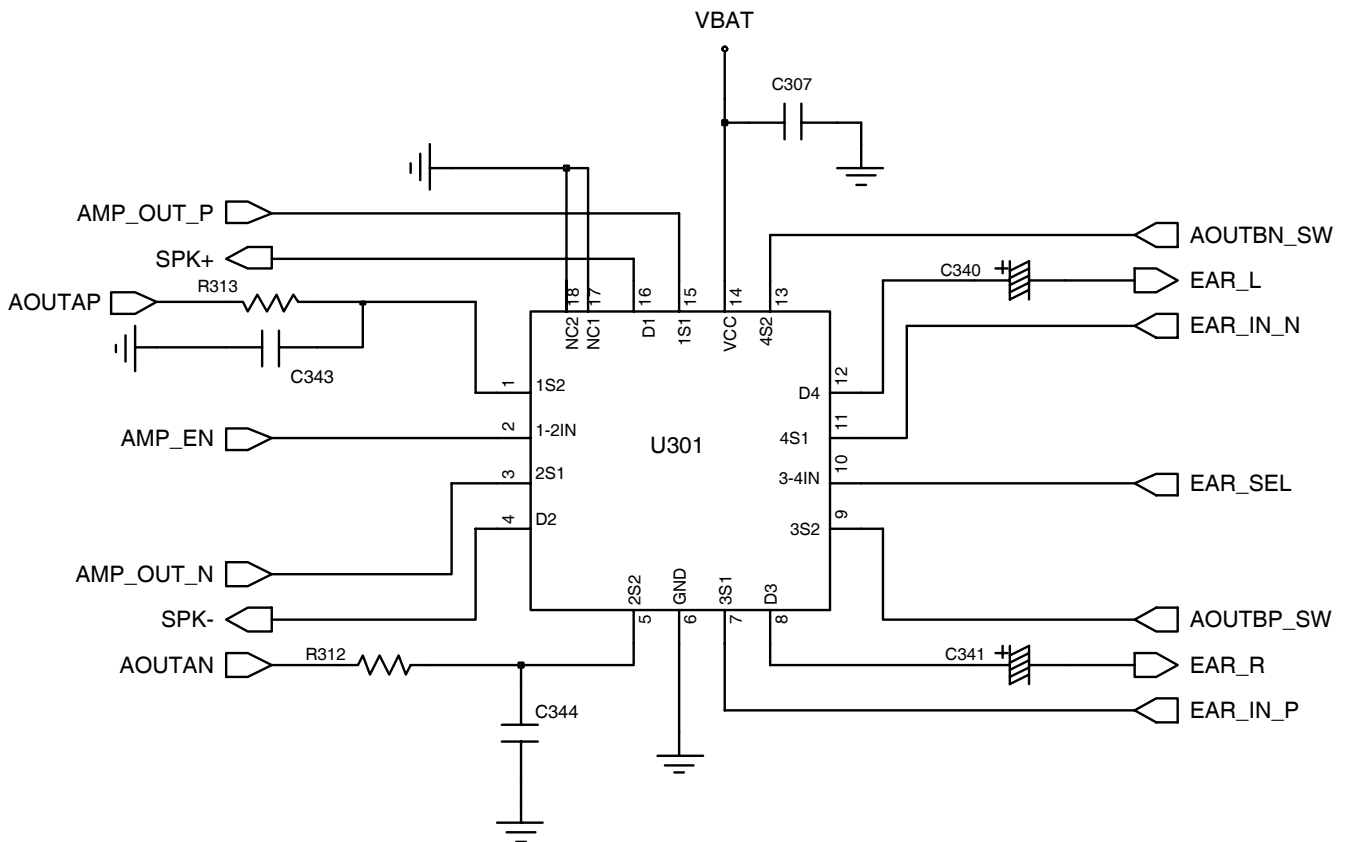 VBAT
C307
AMP_OUT_P
SPK+
R313
AOUTAP
C343
AMP_EN
AMP_OUT_N
SPK-
R312
AOUTAN
C344
18
17
16
15
14
13
NC2
NC1
D1
1S1
VCC
4S2
1
1S2
2
1-2IN
3
2S1
4
D2
U301
D4
12
4S1
11
3-4IN
10
3S2
9
2S2
GND
3S1
D3
5
6
7
8
AOUTBN_SW
C340
+
EAR_L
EAR_IN_N
EAR_SEL
AOUTBP_SW
C341
+
EAR_R
EAR_IN_P